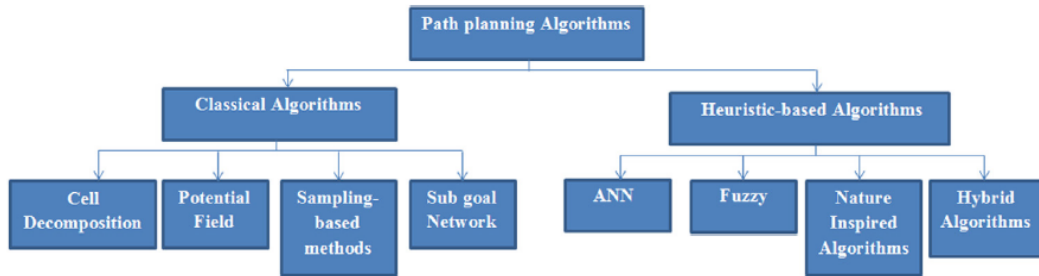 Path planning Algorithms
Classical Algorithms
Heuristic-based Algorithms
Cell
Decomposition
Potential
Field
Sampling-
based
methods
Sub goal
Network
ANN
Fuzzy
Nature
Inspired
Algorithms
Hybrid
Algorithms